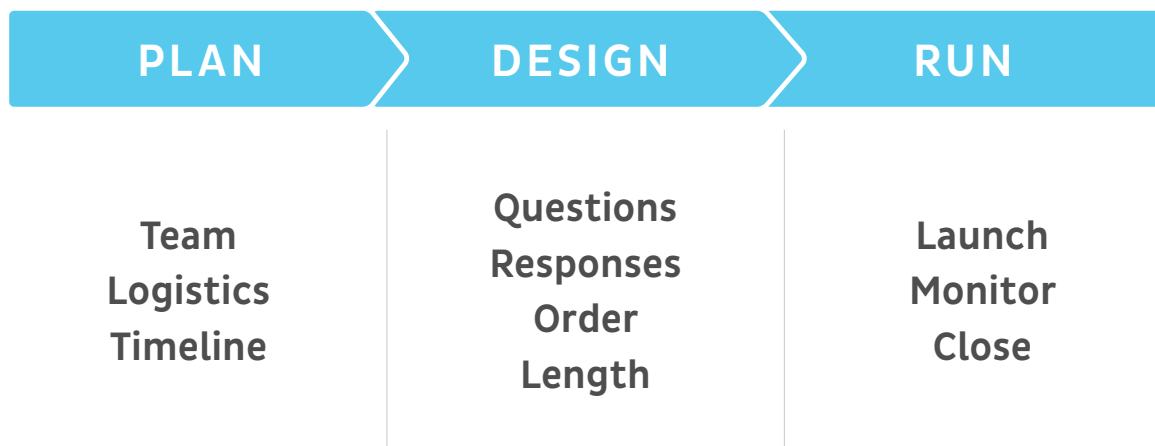 PLAN
DESIGN
RUN
Team
Logistics
Timeline
Questions
Responses
Order
Length
Launch
Monitor
Close